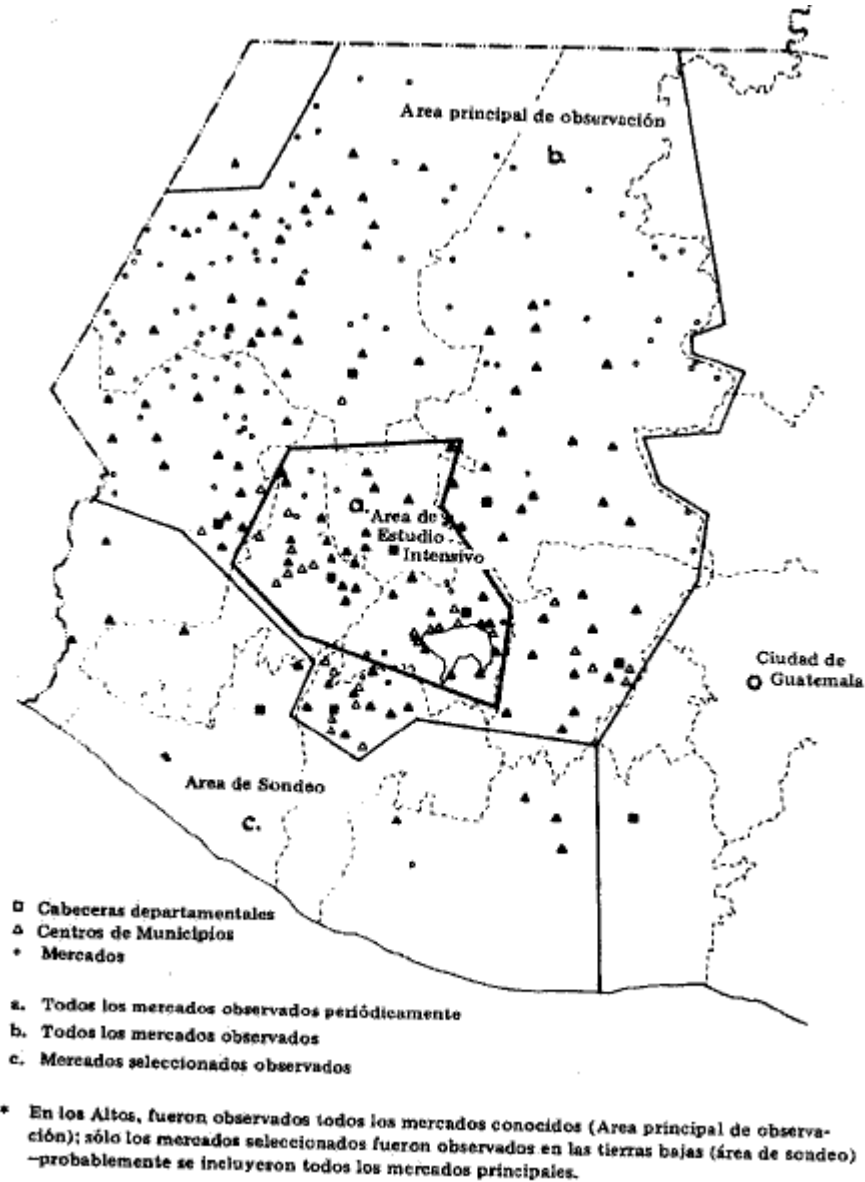 Area principal de observación
b.
a.
Area de
Estudio
Intensivo
Ciudad de
Guatemala
Area de Sondeo
c.
Cabeceras departamentales
Centros de Municipios
Mercados
a. Todos los mercados observados periódicamente
b. Todos los mercados observados
c. Mercados seleccionados observados
* En los Altos, fueron observados todos los mercados conocidos (Area principal de observa-
ción); sólo los mercados seleccionados fueron observados en las tierras bajas (área de sondeo)
—probablemente se incluyeron todos los mercados principales.